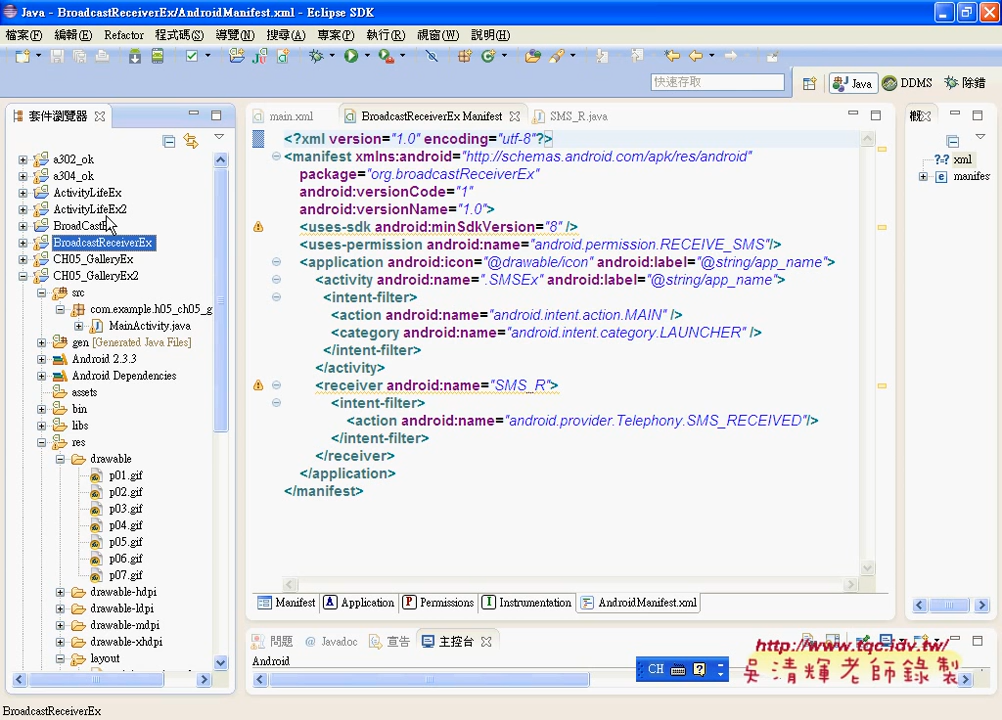 Java - BroadcastReceiverEx/AndroidManifest.xml - Eclipse SDK
檔案(F) 編輯(E) Refactor 程式碼(S) 導覽(N) 搜尋(A) 專案(P) 執行(R) 視窗(W) 說明(H)
快速存取
Java
DDMS
除錯
套件瀏覽器
a302_ok
a304_ok
ActivityLifeEx
ActivityLifeEx2
BroadcastReceiverEx
CH05_GalleryEx
CH05_GalleryEx2
src
com.example.h05_ch05_g
MainActivity.java
gen [Generated Java Files]
Android 2.3.3
Android Dependencies
assets
bin
libs
res
drawable
p01.gif
p02.gif
p03.gif
p04.gif
p05.gif
p06.gif
p07.gif
drawable-hdpi
drawable-ldpi
drawable-mdpi
drawable-xhdpi
layout
main.xml
BroadcastReceiverEx Manifest
SMS_R.java
<?xml version="1.0" encoding="utf-8"?>
<manifest xmlns:android="http://schemas.android.com/apk/res/android"
package="org.broadcastReceiverEx"
android:versionCode="1"
android:versionName="1.0">
<uses-sdk android:minSdkVersion="8" />
<uses-permission android:name="android.permission.RECEIVE_SMS"/>
<application android:icon="@drawable/icon" android:label="@string/app_name">
<activity android:name=".SMSEx" android:label="@string/app_name">
<intent-filter>
<action android:name="android.intent.action.MAIN" />
<category android:name="android.intent.category.LAUNCHER" />
</intent-filter>
</activity>
<receiver android:name="SMS_R">
<intent-filter>
<action android:name="android.provider.Telephony.SMS_RECEIVED"/>
</intent-filter>
</receiver>
</application>
</manifest>
Manifest
Application
Permissions
Instrumentation
AndroidManifest.xml
概
xml
manifes
問題
Javadoc
宣告
主控台
Android
CH
http://www.tqc.idv.tw/
吳清輝老師錄製
BroadcastReceiverEx